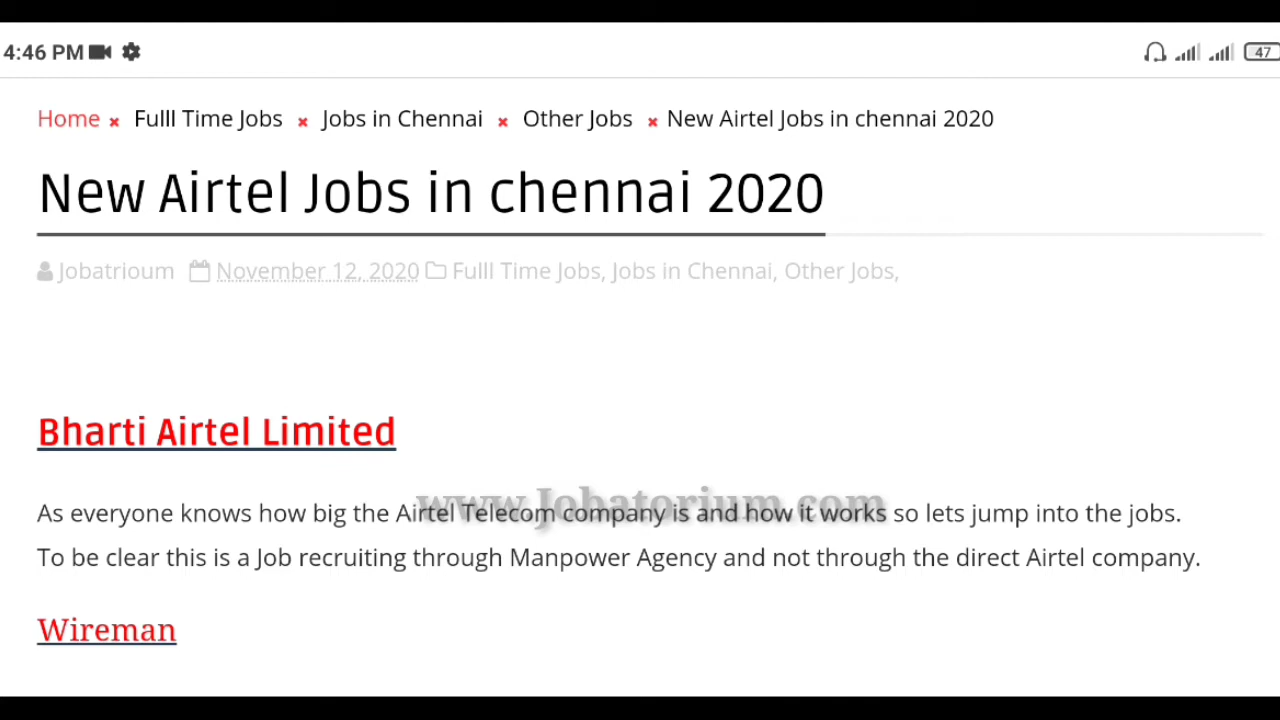 4:46 PM 47
Home × Fulll Time Jobs × Jobs in Chennai × Other Jobs × New Airtel Jobs in chennai 2020
New Airtel Jobs in chennai 2020
Jobatrioum November 12, 2020 Fulll Time Jobs, Jobs in Chennai, Other Jobs,
Bharti Airtel Limited
www.Jobatorium.com
As everyone knows how big the Airtel Telecom company is and how it works so lets jump into the jobs.
To be clear this is a Job recruiting through Manpower Agency and not through the direct Airtel company.
Wireman